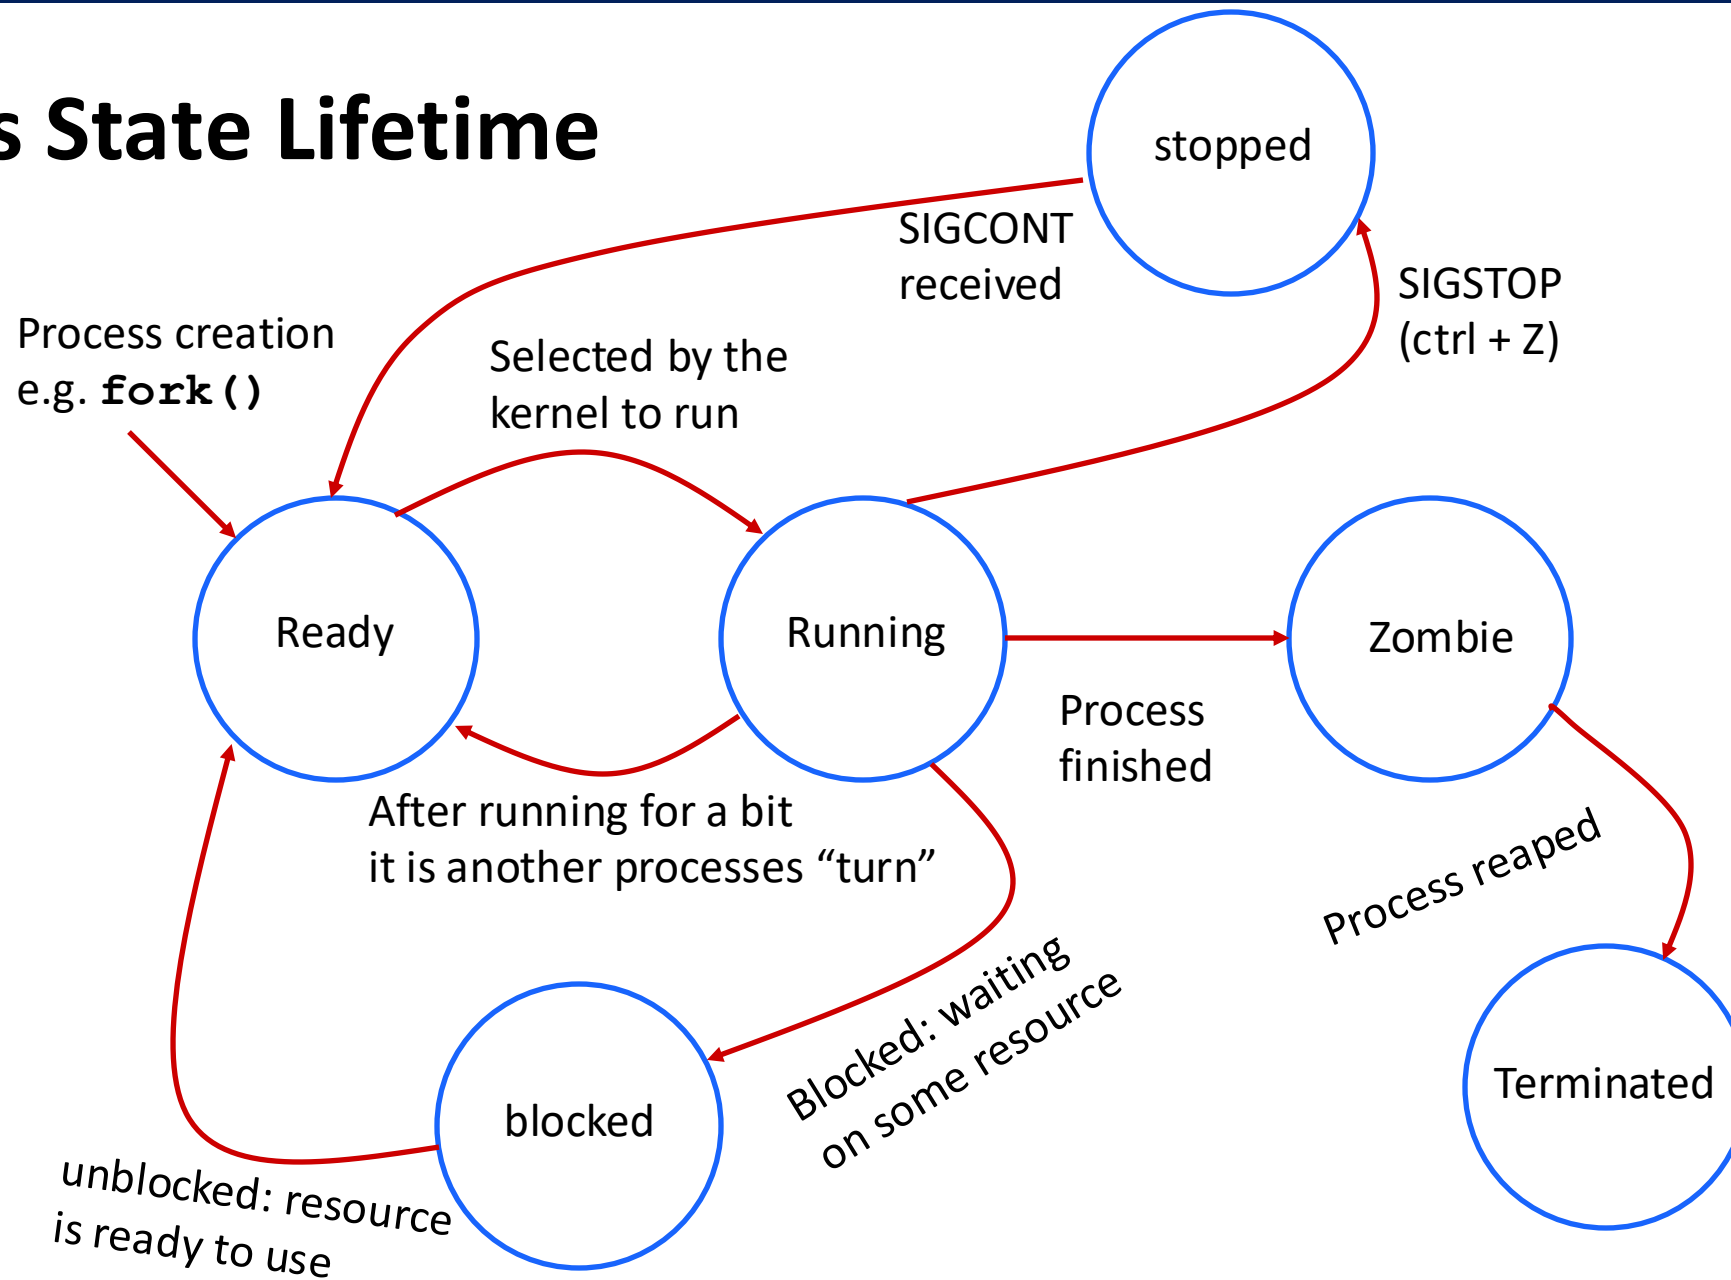 s State Lifetime
stopped
SIGCONT
received
SIGSTOP
(ctrl + Z)
Process creation
e.g. fork()
Selected by the
kernel to run
Ready
Running
Zombie
Process
finished
After running for a bit
it is another processes “turn”
Process reaped
Blocked: waiting
on some resource
blocked
Terminated
unblocked: resource
is ready to use